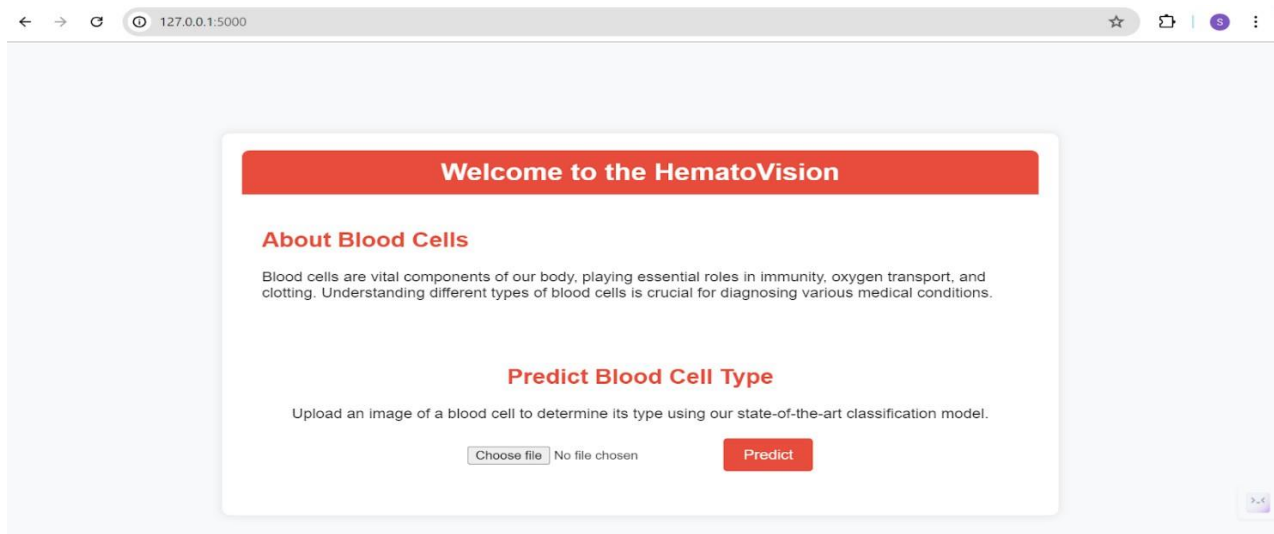 127.0.0.1:5000
S
Welcome to the HematoVision
About Blood Cells
Blood cells are vital components of our body, playing essential roles in immunity, oxygen transport, and
clotting. Understanding different types of blood cells is crucial for diagnosing various medical conditions.
Predict Blood Cell Type
Upload an image of a blood cell to determine its type using our state-of-the-art classification model.
Choose file No file chosen Predict